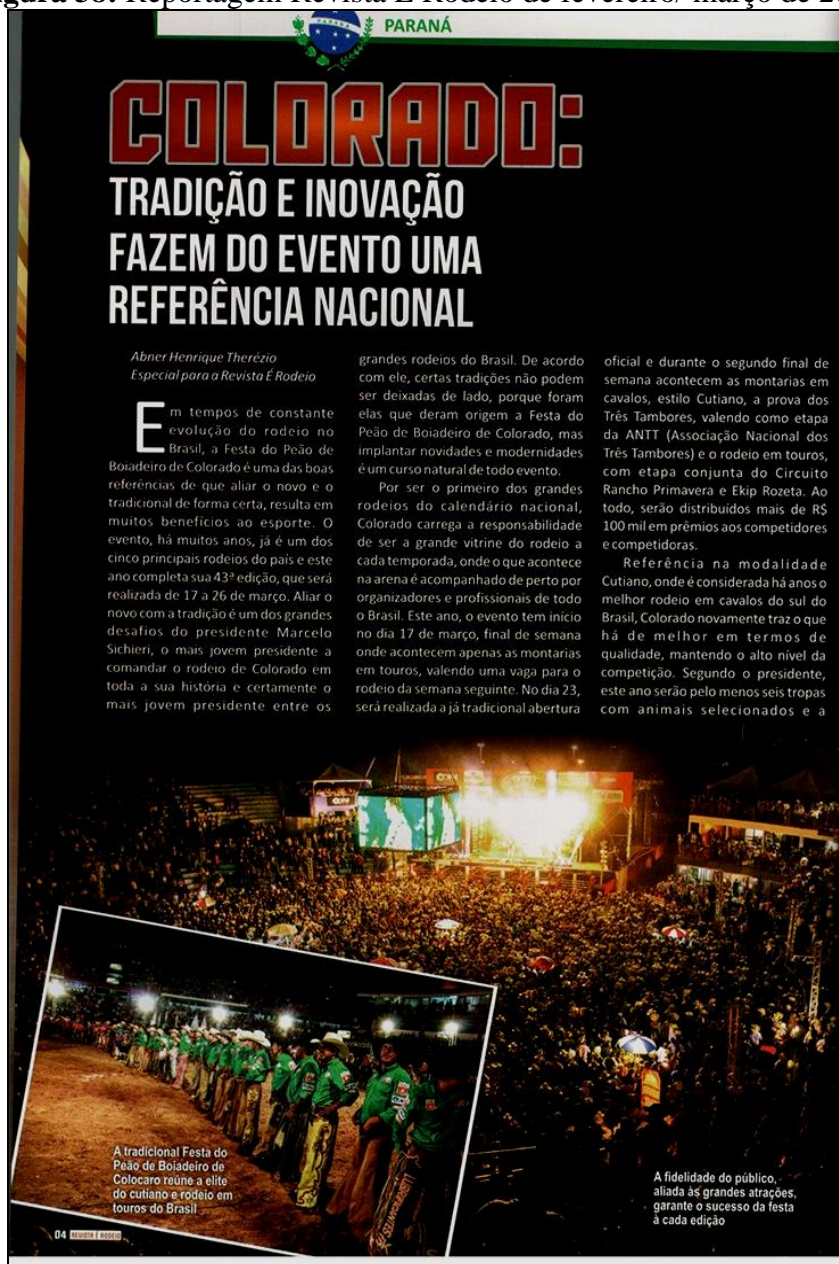 Reportagem Revista É Rodeio de fevereiro/ março de
PARANÁ
COLORADO:
TRADIÇÃO E INOVAÇÃO
FAZEM DO EVENTO UMA
REFERÊNCIA NACIONAL
Abner Henrique Therézio
Especial para a Revista É Rodeio
Em tempos de constante
evolução do rodeio no
Brasil, a Festa do Peão de
Boiadeiro de Colorado é uma das boas
referências de que aliar o novo e o
tradicional de forma certa, resulta em
muitos benefícios ao esporte. O
evento, há muitos anos, já é um dos
cinco principais rodeios do país e este
ano completa sua 43ª edição, que será
realizada de 17 a 26 de março. Aliar o
novo com a tradição é um dos grandes
desafios do presidente Marcelo
Sichieri, o mais jovem presidente a
comandar o rodeio de Colorado em
toda a sua história e certamente o
mais jovem presidente entre os
grandes rodeios do Brasil. De acordo
com ele, certas tradições não podem
ser deixadas de lado, porque foram
elas que deram origem a Festa do
Peão de Boiadeiro de Colorado, mas
implantar novidades e modernidades
é um curso natural de todo evento.
Por ser o primeiro dos grandes
rodeios do calendário nacional,
Colorado carrega a responsabilidade
de ser a grande vitrine do rodeio a
cada temporada, onde o que acontece
na arena é acompanhado de perto por
organizadores e profissionais de todo
o Brasil. Este ano, o evento tem início
no dia 17 de março, final de semana
onde acontecem apenas as montarias
em touros, valendo uma vaga para o
rodeio da semana seguinte. No dia 23,
será realizada a já tradicional abertura
oficial e durante o segundo final de
semana acontecem as montarias em
cavalos, estilo Cutiano, a prova dos
Três Tambores, valendo como etapa
da ANTT (Associação Nacional dos
Três Tambores) e o rodeio em touros,
com etapa conjunta do Circuito
Rancho Primavera e Ekip Rozeta. Ao
todo, serão distribuídos mais de R$
100 mil em prêmios aos competidores
e competidoras.
Referência na modalidade
Cutiano, onde é considerada há anos o
melhor rodeio em cavalos do sul do
Brasil, Colorado novamente traz o que
há de melhor em termos de
qualidade, mantendo o alto nível da
competição. Segundo o presidente,
este ano serão pelo menos seis tropas
com animais selecionados e a
A tradicional Festa do
Peão de Boiadeiro de
Colocaro reúne a elite
do cutiano e rodeio em
touros do Brasil
A fidelidade do público,
aliada às grandes atrações,
garante o sucesso da festa
à cada edição
04 REVISTA É RODEIO